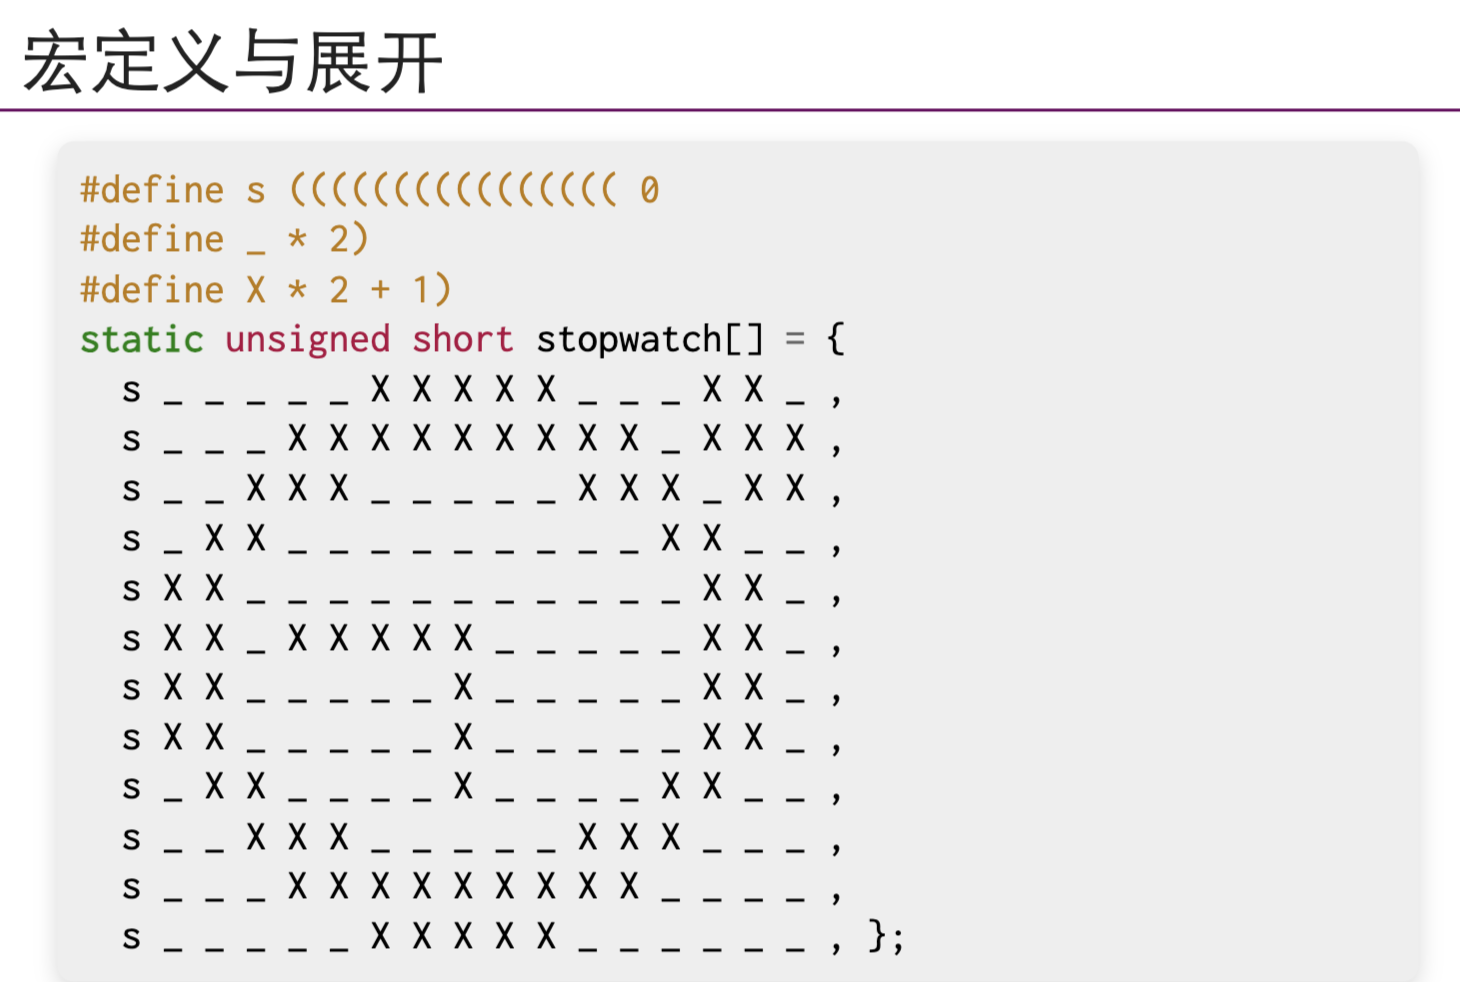 宏定义与展开
#define s (((((((((((((((( 0
#define _ * 2)
#define X * 2 + 1)
static unsigned short stopwatch[] = {
  s _ _ _ _ _ X X X X X _ _ _ X X _ ,
  s _ _ _ X X X X X X X X X _ X X X ,
  s _ _ X X X _ _ _ _ _ X X X _ X X ,
  s _ X X _ _ _ _ _ _ _ _ _ X X _ _ ,
  s X X _ _ _ _ _ _ _ _ _ _ _ X X _ ,
  s X X _ X X X X X _ _ _ _ _ X X _ ,
  s X X _ _ _ _ _ X _ _ _ _ _ X X _ ,
  s X X _ _ _ _ _ X _ _ _ _ _ X X _ ,
  s _ X X _ _ _ _ X _ _ _ _ X X _ _ ,
  s _ _ X X X _ _ _ _ _ X X X _ _ _ ,
  s _ _ _ X X X X X X X X X _ _ _ _ ,
  s _ _ _ _ _ X X X X X _ _ _ _ _ _ , };